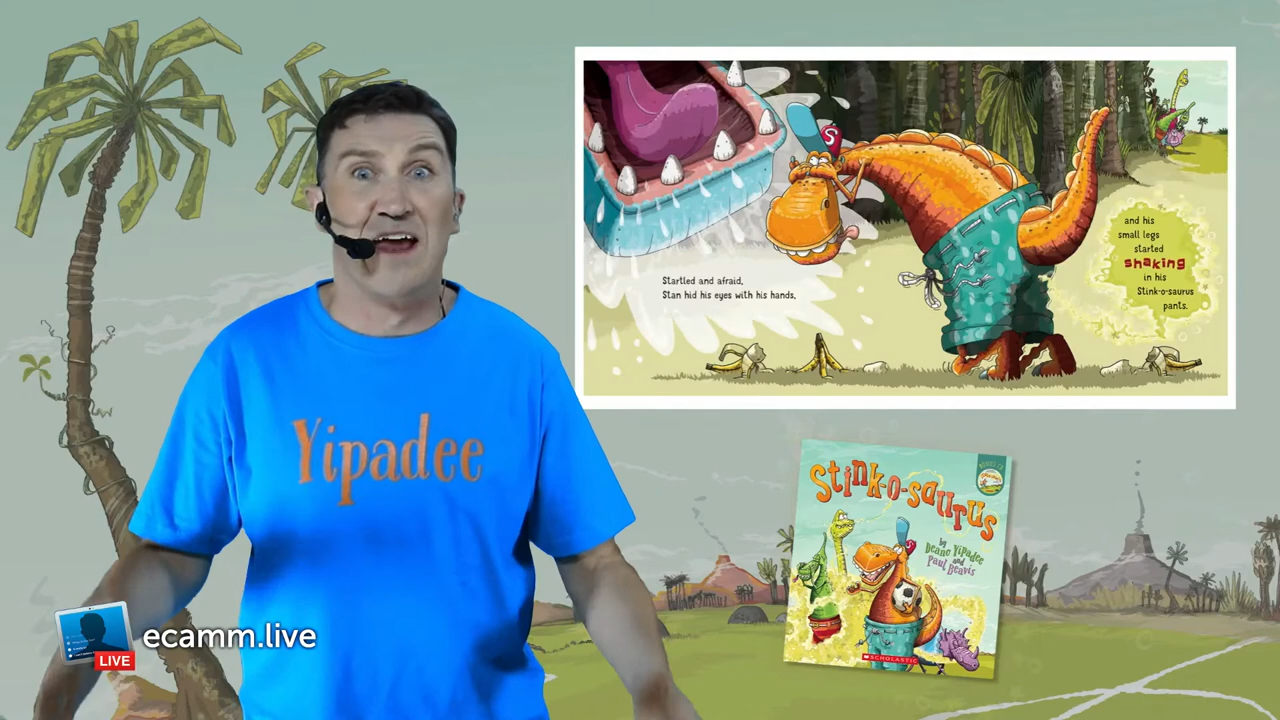 Startled and afraid,
Stan hid his eyes with his hands,
and his
small legs
started
shaking
in his
Stink-o-saurus
pants.
S
Yipadee
Stink-o-saurus
by
Deano Yipadee
and
Paul Beavis
SCHOLASTIC
LIVE
ecamm.live